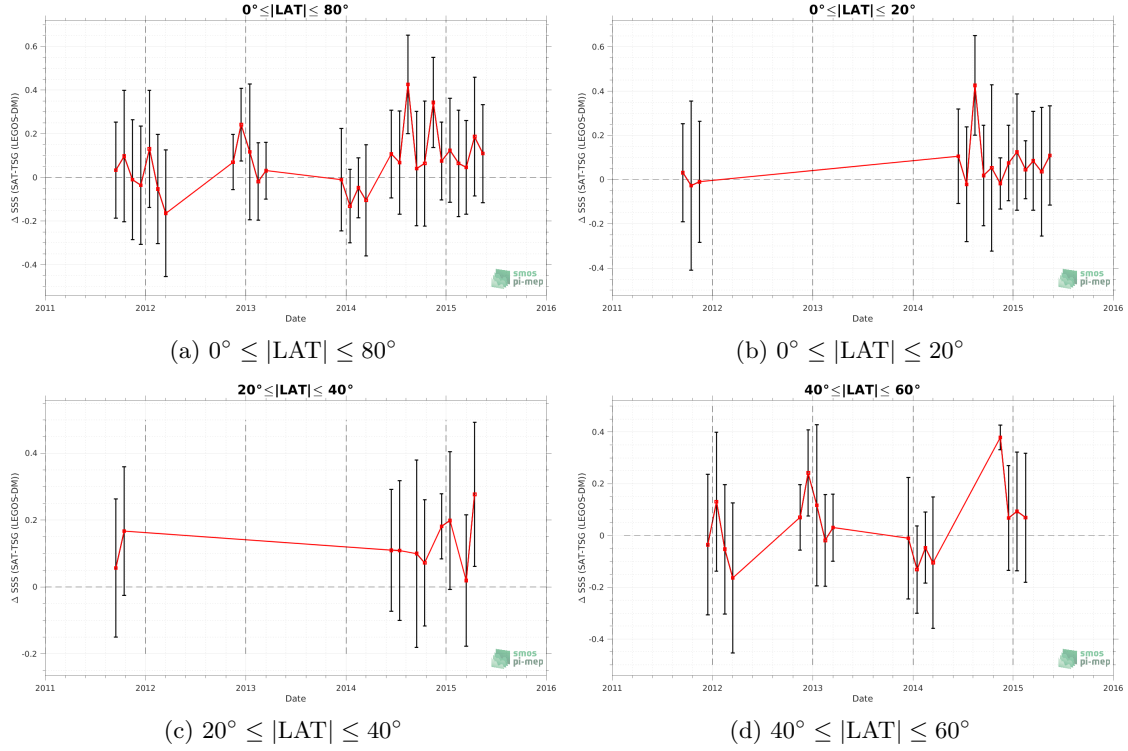 0°≤|LAT|≤ 80°
Δ SSS (SAT-TSG (LEGOS-DM))
0.6
0.4
0.2
0
-0.2
-0.4
2011
2012
2013
2014
2015
2016
Date
smos
pi-mep
(a) 0° ≤ |LAT| ≤ 80°
0°≤|LAT|≤ 20°
Δ SSS (SAT-TSG (LEGOS-DM))
0.6
0.4
0.2
0
-0.2
-0.4
2011
2012
2013
2014
2015
2016
Date
smos
pi-mep
(b) 0° ≤ |LAT| ≤ 20°
20°≤|LAT|≤ 40°
Δ SSS (SAT-TSG (LEGOS-DM))
0.4
0.2
0
-0.2
2011
2012
2013
2014
2015
2016
Date
smos
pi-mep
(c) 20° ≤ |LAT| ≤ 40°
40°≤|LAT|≤ 60°
Δ SSS (SAT-TSG (LEGOS-DM))
0.4
0.2
0
-0.2
-0.4
2011
2012
2013
2014
2015
2016
Date
smos
pi-mep
(d) 40° ≤ |LAT| ≤ 60°